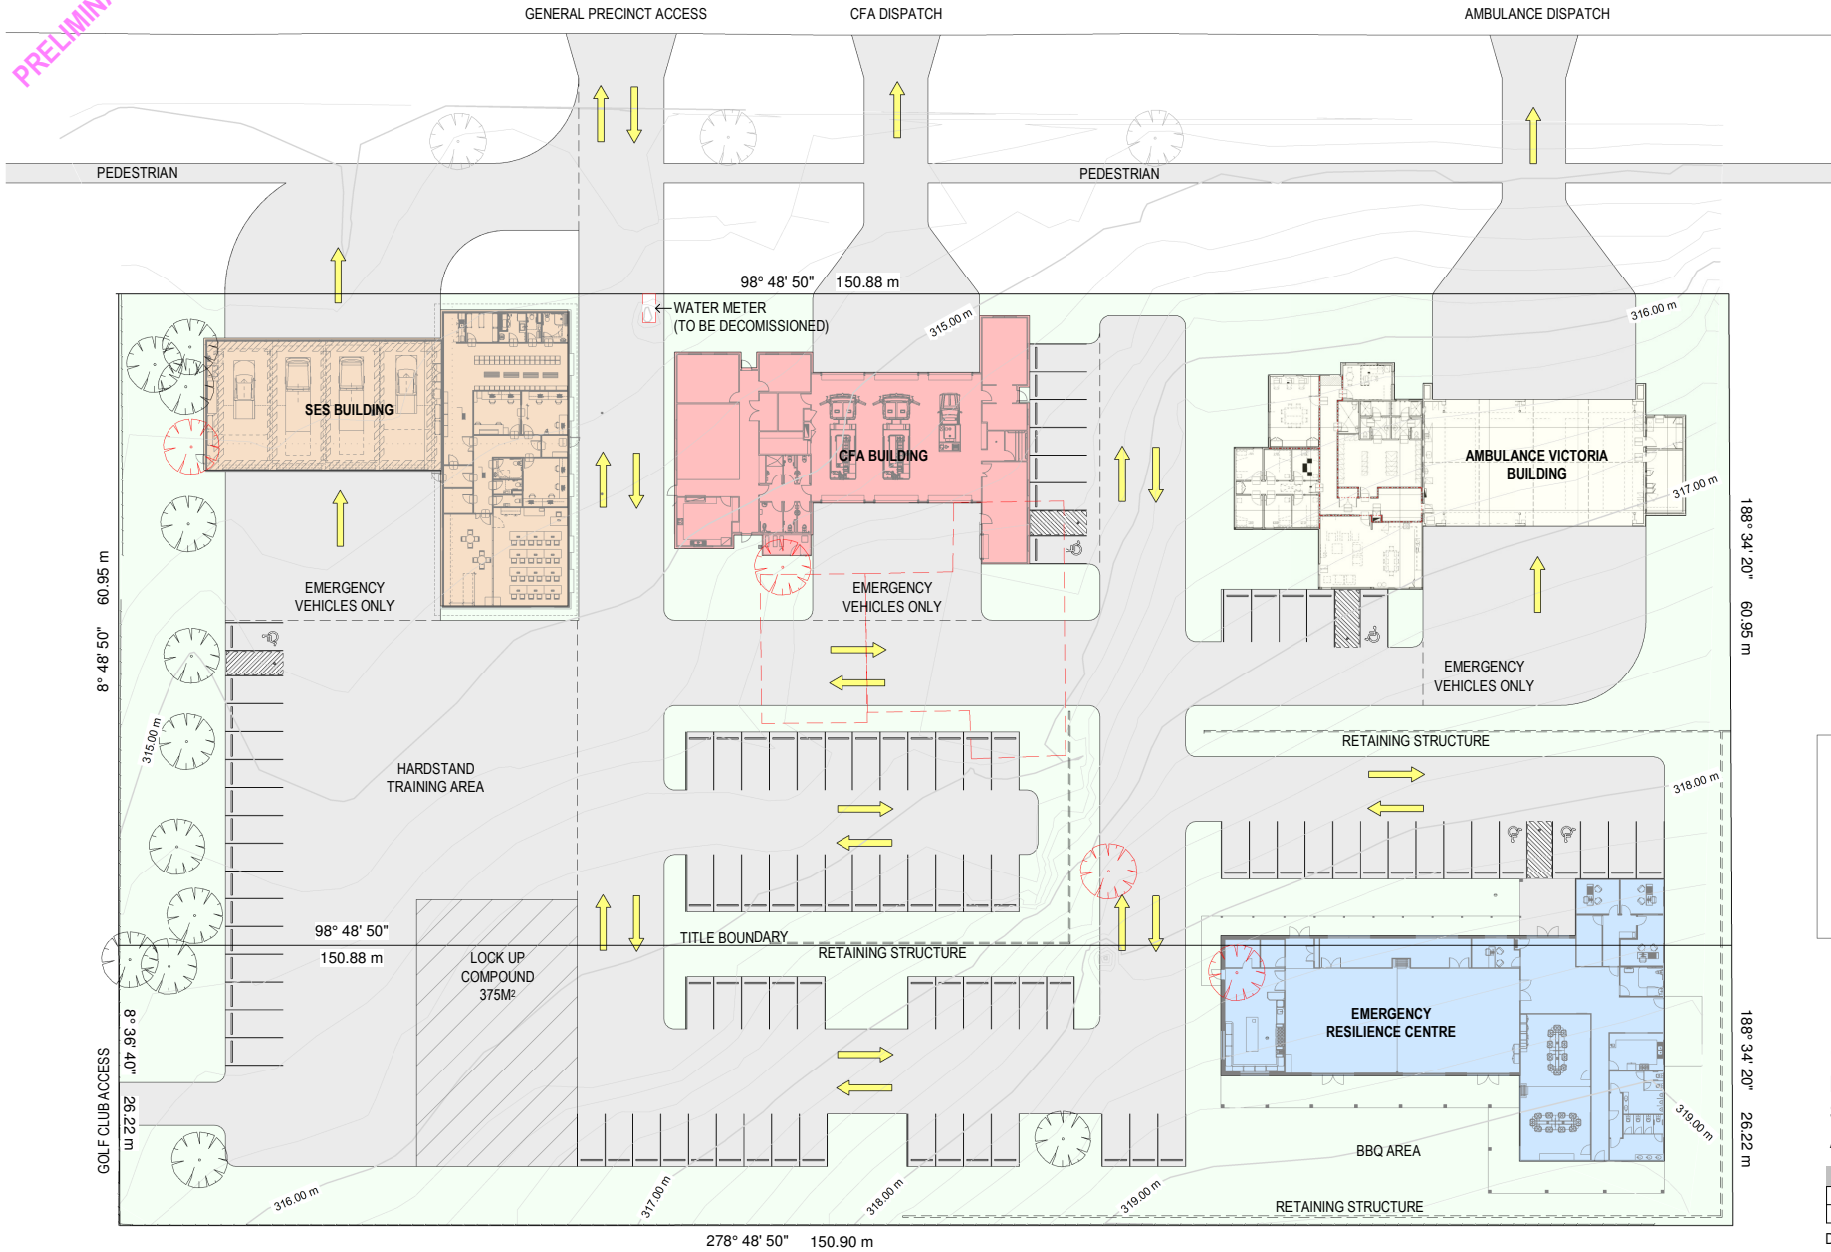 GENERAL PRECINCT ACCESS
CFA DISPATCH
AMBULANCE DISPATCH
PEDESTRIAN
PEDESTRIAN
98° 48' 50" 150.88 m
WATER METER
(TO BE DECOMISSIONED)
315.00 m
316.00 m
SES BUILDING
CFA BUILDING
AMBULANCE VICTORIA
BUILDING
317.00 m
188° 34' 20" 60.95 m
8° 48' 50" 60.95 m
EMERGENCY
VEHICLES ONLY
EMERGENCY
VEHICLES ONLY
EMERGENCY
VEHICLES ONLY
315.00 m
HARDSTAND
TRAINING AREA
RETAINING STRUCTURE
318.00 m
98° 48' 50"
150.88 m
TITLE BOUNDARY
RETAINING STRUCTURE
LOCK UP
COMPOUND
375M²
EMERGENCY
RESILIENCE CENTRE
8° 36' 40" 26.22 m
GOLF CLUB ACCESS
188° 34' 20" 26.22 m
319.00 m
BBQ AREA
316.00 m
317.00 m
318.00 m
319.00 m
RETAINING STRUCTURE
278° 48' 50" 150.90 m